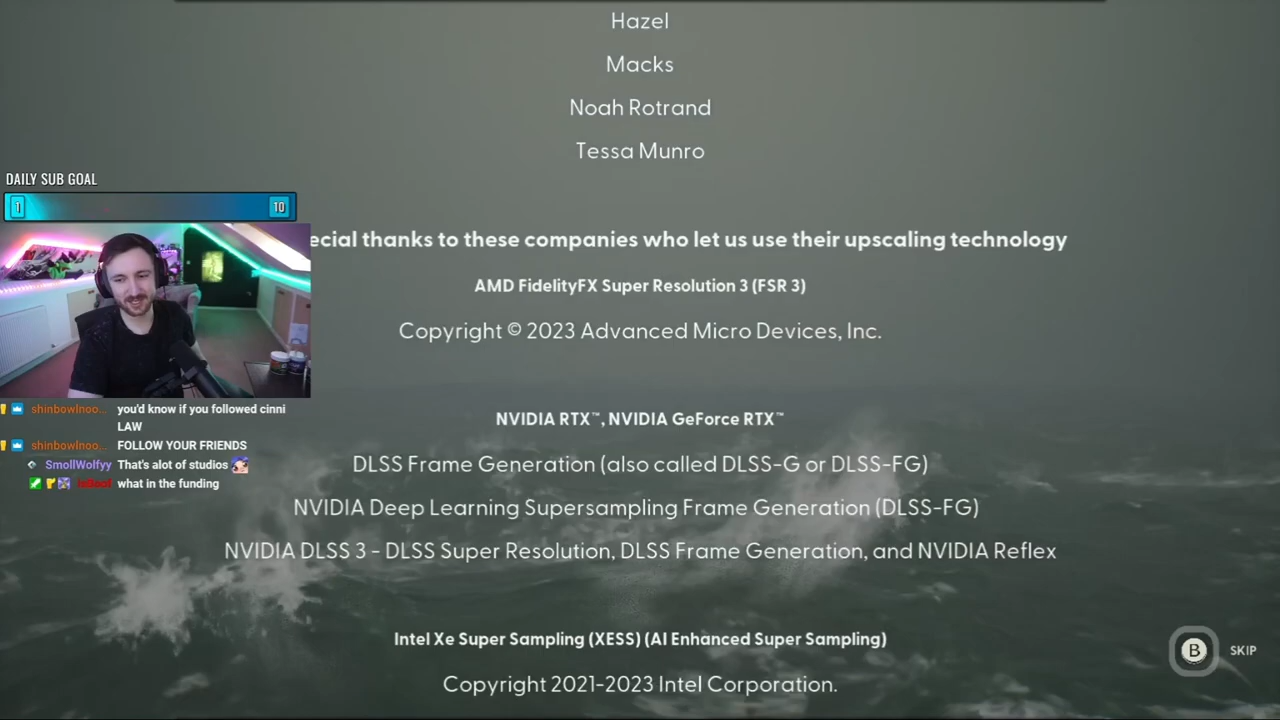 Hazel
Macks
Noah Rotrand
Tessa Munro
DAILY SUB GOAL
1
10
ecial thanks to these companies who let us use their upscaling technology
AMD FidelityFX Super Resolution 3 (FSR 3)
Copyright © 2023 Advanced Micro Devices, Inc.
shinbowlnoo... you'd know if you followed cinni
LAW
shinbowlnoo... FOLLOW YOUR FRIENDS
SmollWolfyy That's alot of studios
what in the funding
NVIDIA RTX™, NVIDIA GeForce RTX™
DLSS Frame Generation (also called DLSS-G or DLSS-FG)
NVIDIA Deep Learning Supersampling Frame Generation (DLSS-FG)
NVIDIA DLSS 3 - DLSS Super Resolution, DLSS Frame Generation, and NVIDIA Reflex
Intel Xe Super Sampling (XESS) (AI Enhanced Super Sampling)
Copyright 2021-2023 Intel Corporation.
B SKIP